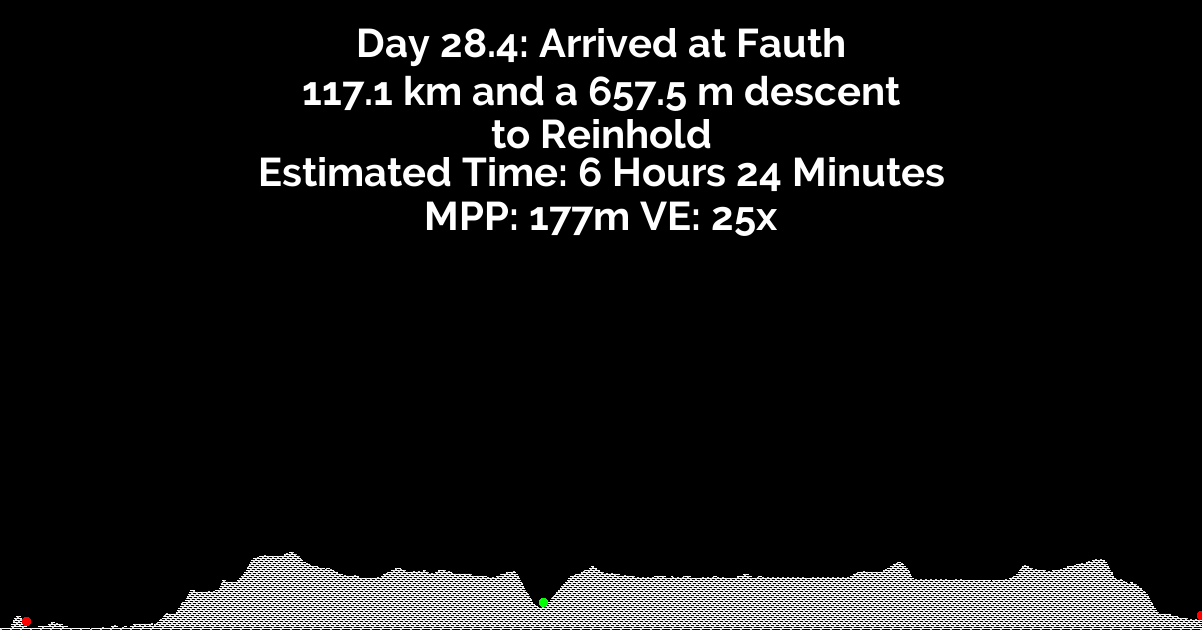 Day 28.4: Arrived at Fauth
117.1 km and a 657.5 m descent
to Reinhold
Estimated Time: 6 Hours 24 Minutes
MPP: 177m VE: 25x